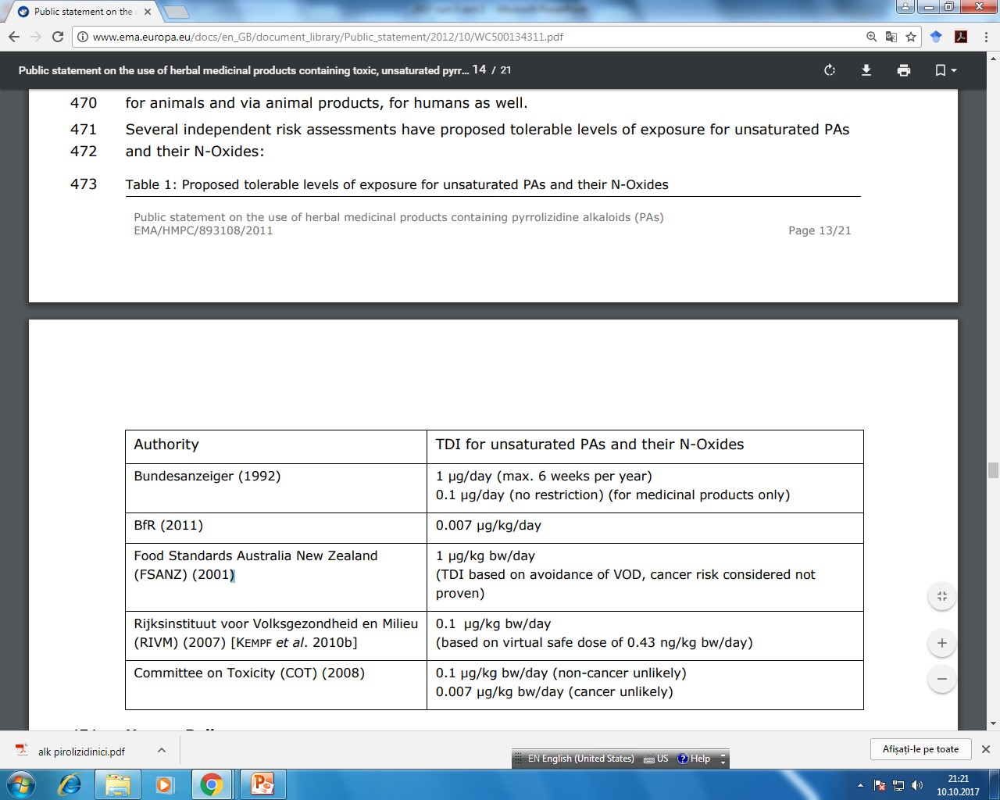 Public statement on the
www.ema.europa.eu/docs/en_GB/document_library/Public_statement/2012/10/WC500134311.pdf
Public statement on the use of herbal medicinal products containing toxic, unsaturated pyrr... 14 / 21
470 for animals and via animal products, for humans as well.
471 Several independent risk assessments have proposed tolerable levels of exposure for unsaturated PAs
472 and their N-Oxides:
473 Table 1: Proposed tolerable levels of exposure for unsaturated PAs and their N-Oxides
Public statement on the use of herbal medicinal products containing pyrrolizidine alkaloids (PAs)
EMA/HMPC/893108/2011 Page 13/21
Authority TDI for unsaturated PAs and their N-Oxides
Bundesanzeiger (1992) 1 µg/day (max. 6 weeks per year)
0.1 µg/day (no restriction) (for medicinal products only)
BfR (2011) 0.007 µg/kg/day
Food Standards Australia New Zealand 1 µg/kg bw/day
(FSANZ) (2001) (TDI based on avoidance of VOD, cancer risk considered not
proven)
Rijksinstituut voor Volksgezondheid en Milieu 0.1 µg/kg bw/day
(RIVM) (2007) [KEMPF et al. 2010b] (based on virtual safe dose of 0.43 ng/kg bw/day)
Committee on Toxicity (COT) (2008) 0.1 µg/kg bw/day (non-cancer unlikely)
0.007 µg/kg bw/day (cancer unlikely)
alk pirolizidinici.pdf
Afișați-le pe toate
EN English (United States) US Help
21:21
10.10.2017